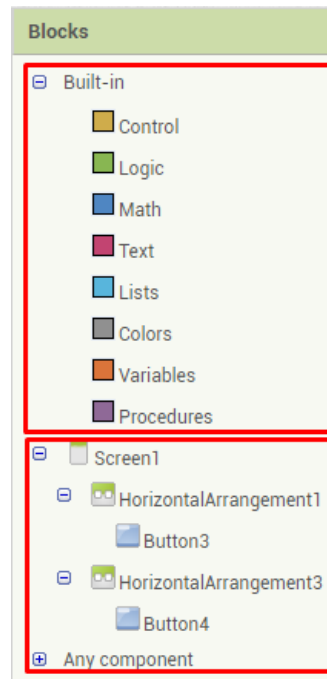 Blocks
Built-in
Control
Logic
Math
Text
Lists
Colors
Variables
Procedures
Screen1
HorizontalArrangement1
Button3
HorizontalArrangement3
Button4
Any component